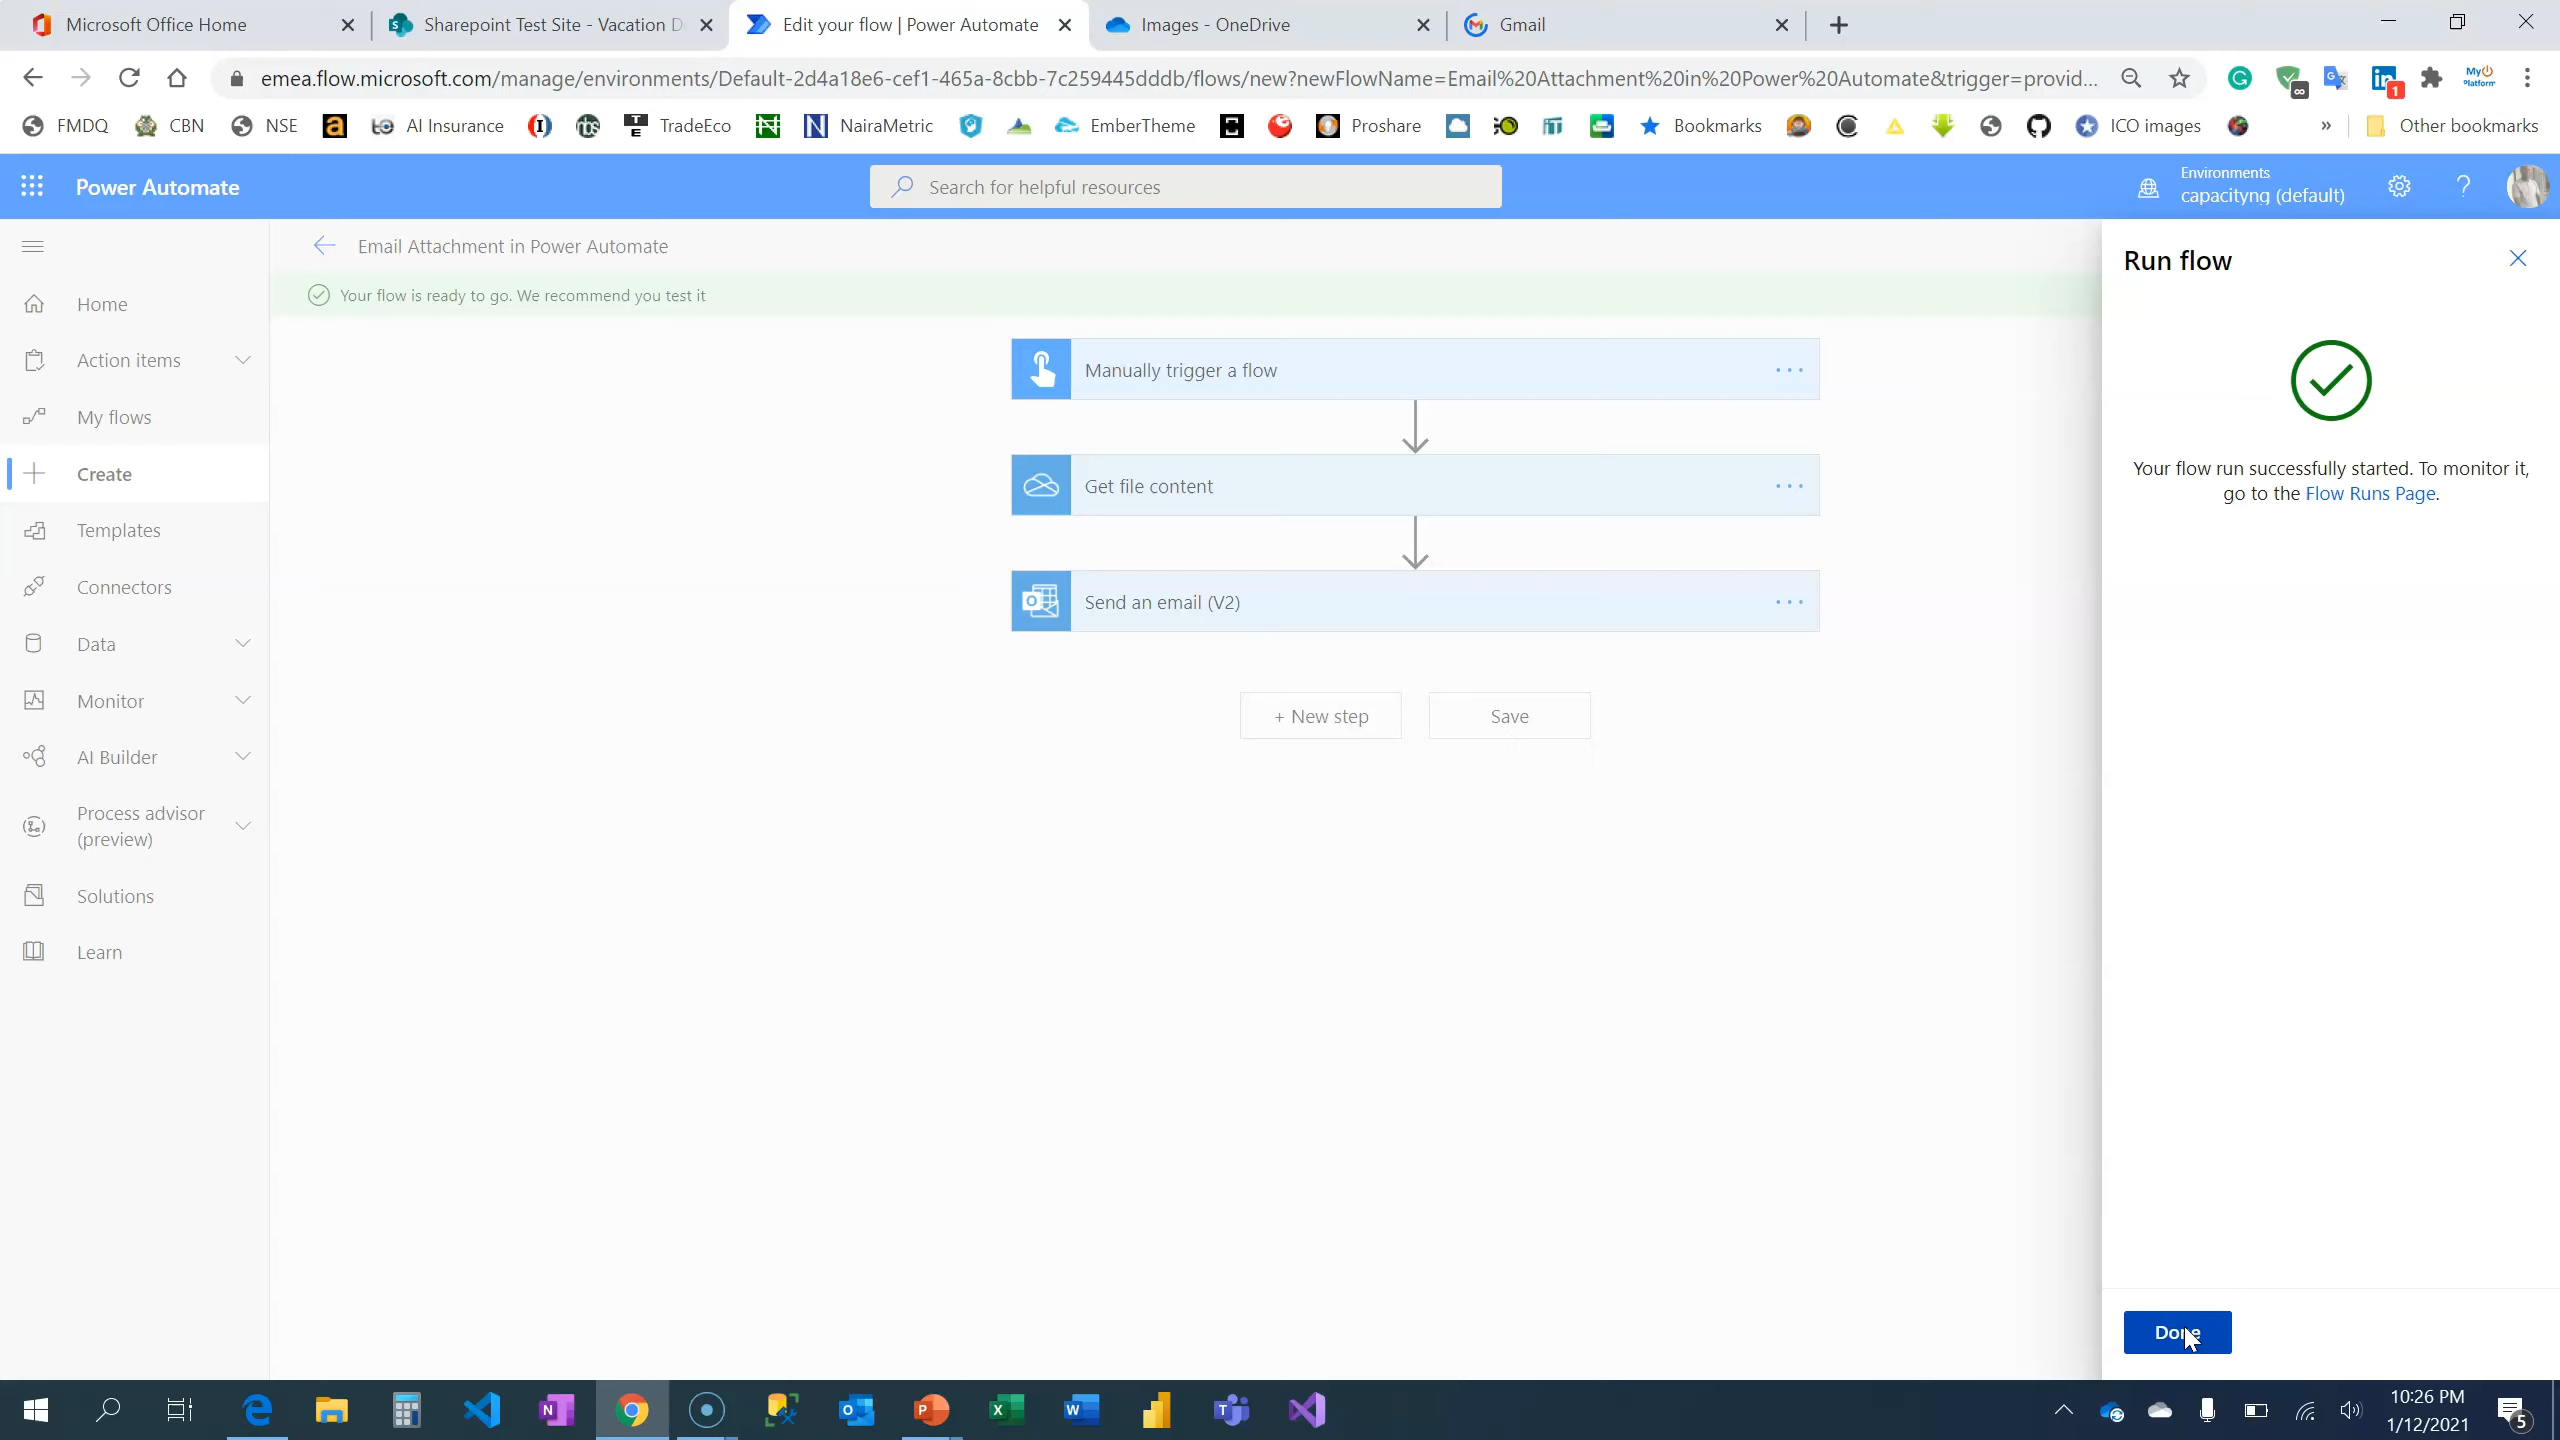 Microsoft Office Home
Sharepoint Test Site - Vacation D
Edit your flow | Power Automate
Images - OneDrive
Gmail
emea.flow.microsoft.com/manage/environments/Default-2d4a18e6-cef1-465a-8cbb-7c259445dddb/flows/new?newFlowName=Email%20Attachment%20in%20Power%20Automate&trigger=provid...
1
My
Platform
FMDQ
CBN
NSE
AI Insurance
TradeEco
NairaMetric
EmberTheme
Proshare
Bookmarks
ICO images
»
Other bookmarks
Power Automate
Search for helpful resources
Environments
capacityng (default)
Email Attachment in Power Automate
Your flow is ready to go. We recommend you test it
Home
Action items
My flows
Create
Templates
Connectors
Data
Monitor
AI Builder
Process advisor
(preview)
Solutions
Learn
Manually trigger a flow
Get file content
Send an email (V2)
+ New step
Save
Run flow
Your flow run successfully started. To monitor it,
go to the Flow Runs Page.
Done
10:26 PM
1/12/2021
5